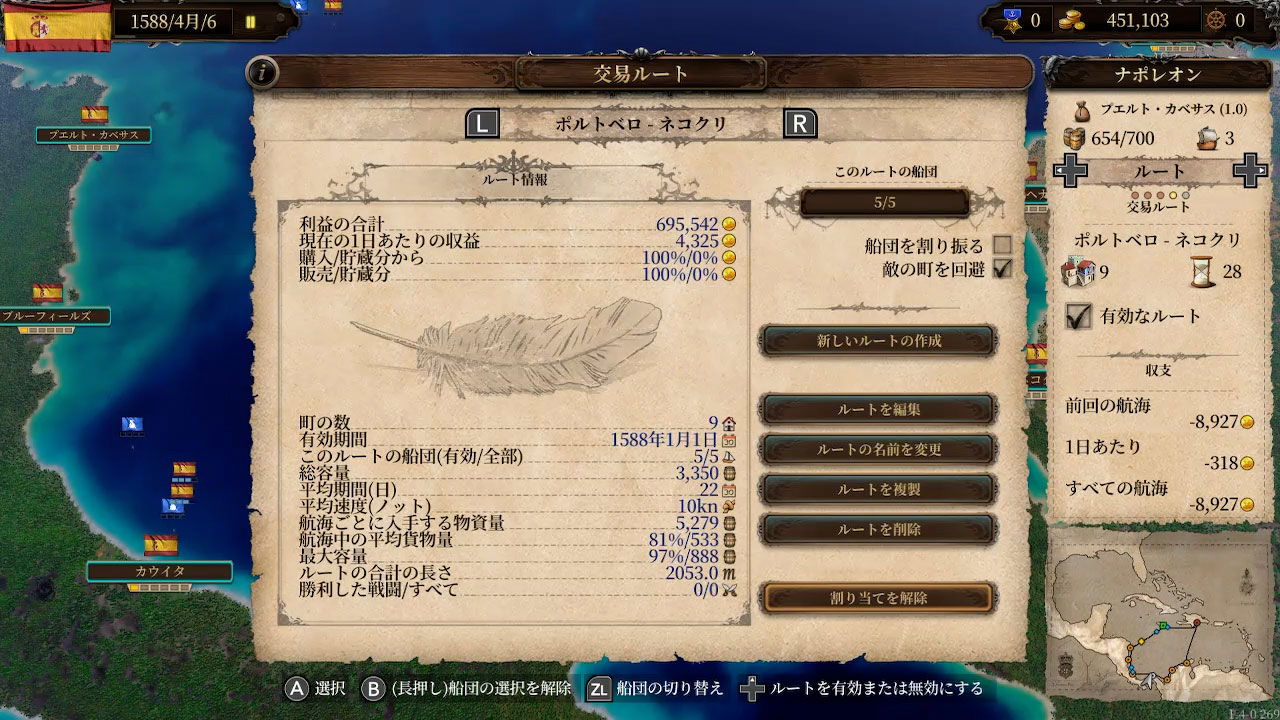 1588/4月/6
0
451,103
0
プエルト・カベサス
ブルーフィールズ
カウイタ
i
交易ルート
L
ポルトベロ - ネコクリ
R
ルート情報
利益の合計 695,542
現在の1日あたりの収益 4,325
購入/貯蔵分から 100%/0%
販売/貯蔵分 100%/0%
町の数 9
有効期間 1588年1月1日
このルートの船団(有効/全部) 5/5
総容量 3,350
平均期間(日) 22
平均速度(ノット) 10kn
航海ごとに入手する物資量 5,279
航海中の平均貨物量 81%/533
最大容量 97%/888
ルートの合計の長さ 2053.0 m
勝利した戦闘/すべて 0/0
このルートの船団
5/5
船団を割り振る
敵の町を回避
新しいルートの作成
ルートを編集
ルートの名前を変更
ルートを複製
ルートを削除
割り当てを解除
ナポレオン
プエルト・カベサス (1.0)
654/700 3
ルート
交易ルート
ポルトベロ - ネコクリ
9 28
有効なルート
収支
前回の航海
-8,927
1日あたり
-318
すべての航海
-8,927
A 選択 B (長押し)船団の選択を解除 ZL 船団の切り替え ルートを有効または無効にする